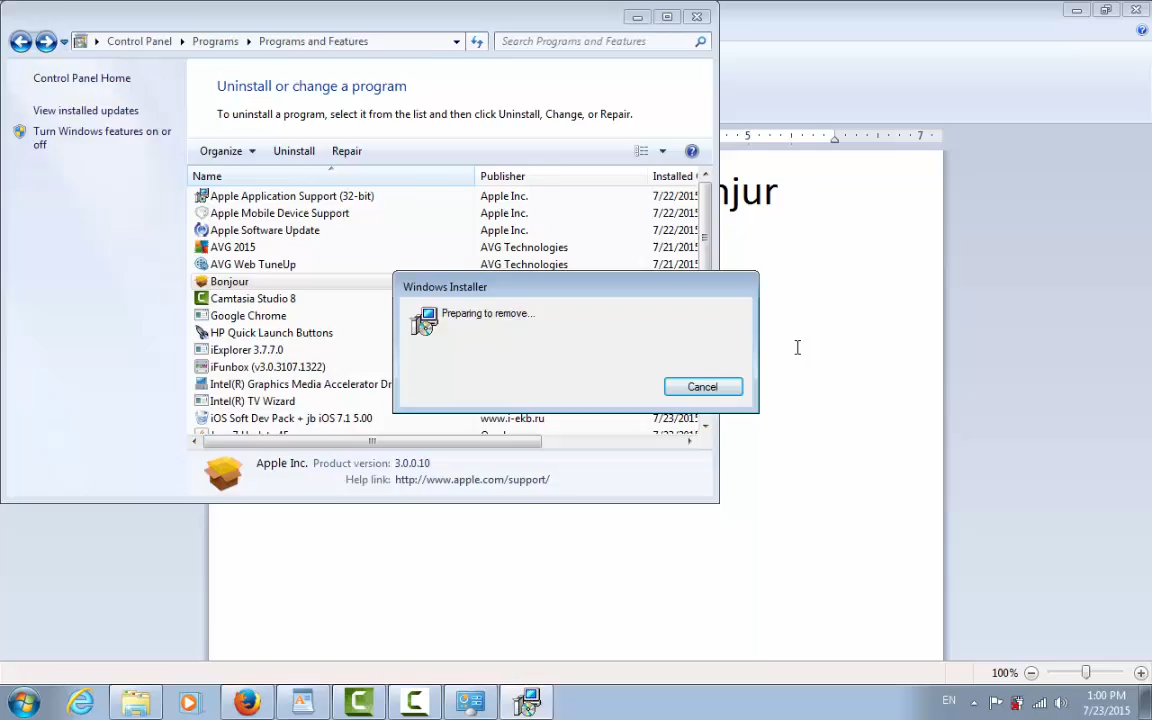 Control Panel Programs Programs and Features Search Programs and Features
Control Panel Home
View installed updates
Turn Windows features on or
off
Uninstall or change a program
To uninstall a program, select it from the list and then click Uninstall, Change, or Repair.
Organize Uninstall Repair
5 7
Name Publisher Installed
Apple Application Support (32-bit) Apple Inc. 7/22/2015
Apple Mobile Device Support Apple Inc. 7/22/2015
Apple Software Update Apple Inc. 7/22/2015
AVG 2015 AVG Technologies 7/21/2015
AVG Web TuneUp AVG Technologies 7/21/2015
Bonjour
Camtasia Studio 8
Google Chrome
HP Quick Launch Buttons
iExplorer 3.7.7.0
iFunbox (v3.0.3107.1322)
Intel(R) Graphics Media Accelerator Dr
Intel(R) TV Wizard
iOS Soft Dev Pack + jb iOS 7.1 5.00 www.i-ekb.ru 7/23/2015
njur
Windows Installer
Preparing to remove...
Cancel
Apple Inc. Product version: 3.0.0.10
Help link: http://www.apple.com/support/
100%
EN 1:00 PM
7/23/2015